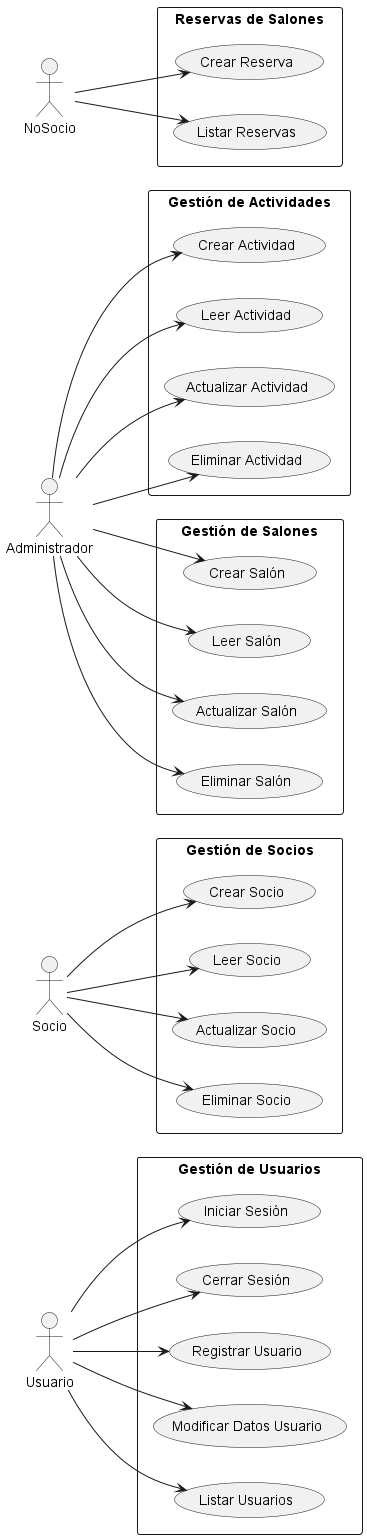 Reservas de Salones
Crear Reserva
NoSocio
Listar Reservas
Gestión de Actividades
Crear Actividad
Leer Actividad
Actualizar Actividad
Eliminar Actividad
Administrador
Gestión de Salones
Crear Salón
Leer Salón
Actualizar Salón
Eliminar Salón
Gestión de Socios
Crear Socio
Leer Socio
Socio
Actualizar Socio
Eliminar Socio
Gestión de Usuarios
Iniciar Sesión
Cerrar Sesión
Registrar Usuario
Usuario
Modificar Datos Usuario
Listar Usuarios